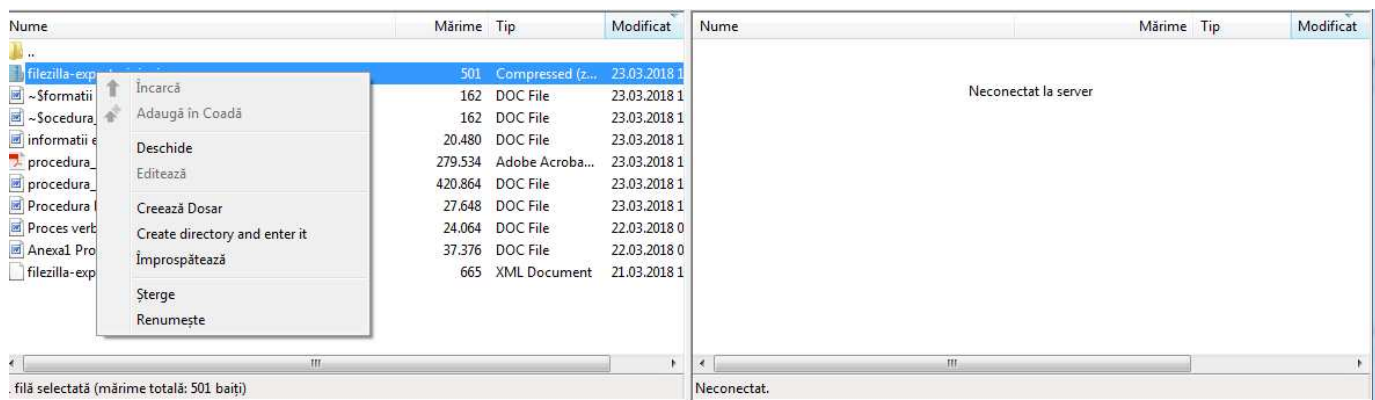 Nume Mărime Tip Modificat
..
filezilla-exp 501 Compressed (z... 23.03.2018 1
~$formatii 162 DOC File 23.03.2018 1
~$ocedura_ 162 DOC File 23.03.2018 1
informatii e 20.480 DOC File 23.03.2018 1
procedura_ 279.534 Adobe Acroba... 23.03.2018 1
procedura_ 420.864 DOC File 23.03.2018 1
Procedura 27.648 DOC File 23.03.2018 1
Proces verb 24.064 DOC File 22.03.2018 0
Anexa1 Pro 37.376 DOC File 22.03.2018 0
filezilla-exp 665 XML Document 21.03.2018 1
Încarcă
Adaugă în Coadă
Deschide
Editează
Creează Dosar
Create directory and enter it
Împrospătează
Șterge
Renumește
. filă selectată (mărime totală: 501 baiți)
Nume Mărime Tip Modificat
Neconectat la server
Neconectat.